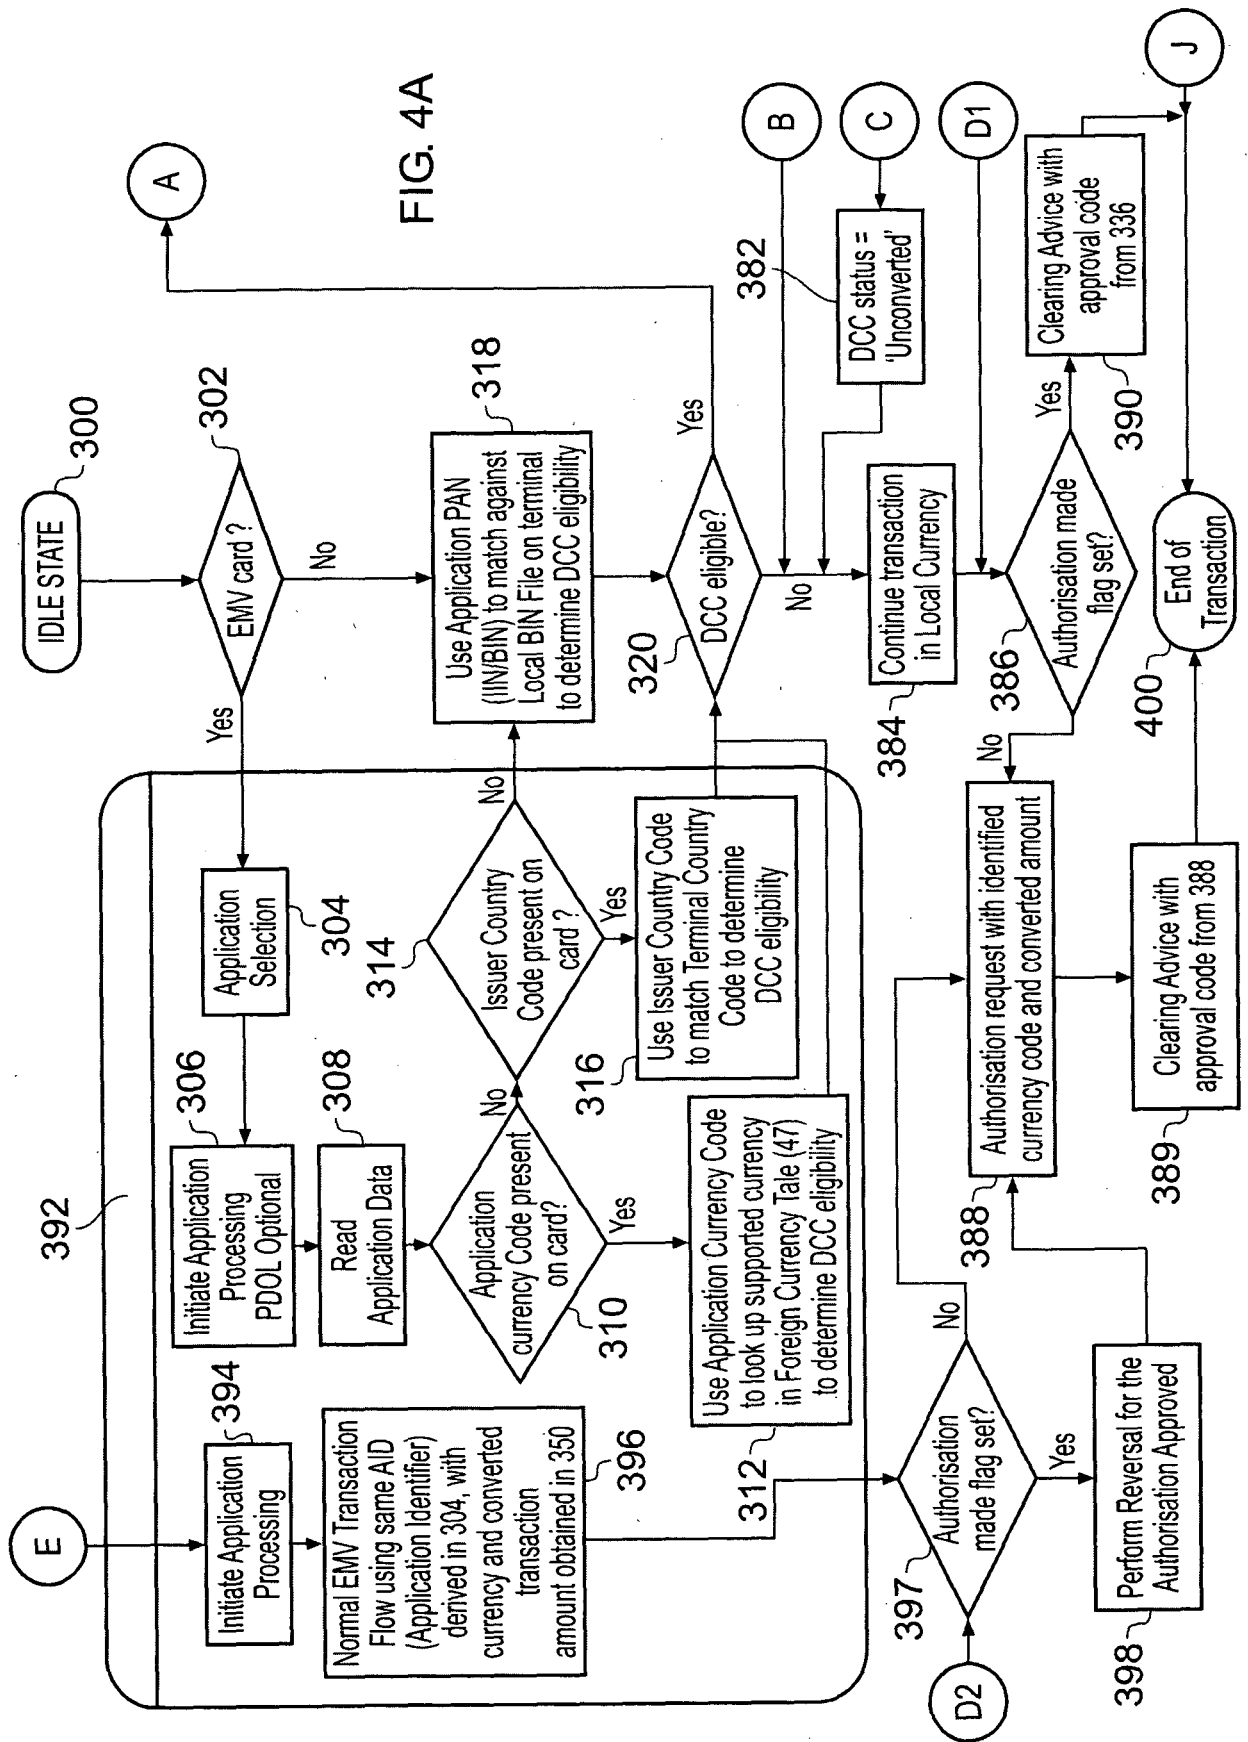 FIG. 4A
IDLE STATE
300
EMV card ?
302
Yes
No
392
Application
Selection
304
Initiate Application
Processing
PDOL Optional
306
Read
Application Data
308
Application
currency Code present
on card?
310
No
Yes
Issuer Country
Code present on
card ?
314
No
Yes
Use Application PAN
(IIN/BIN) to match against
Local BIN File on terminal
to determine DCC eligibility
318
Use Issuer Country Code
to match Terminal Country
Code to determine
DCC eligibility
316
Use Application Currency Code
to look up supported currency
in Foreign Currency Tale (47)
to determine DCC eligibility
312
E
Initiate Application
Processing
394
Normal EMV Transaction
Flow using same AID
(Application Identifier)
derived in 304, with
currency and converted
transaction
amount obtained in 350
396
DCC eligible?
320
Yes
No
A
B
C
DCC status =
'Unconverted'
382
D1
Continue transaction
in Local Currency
384
Authorisation made
flag set?
386
Yes
No
Clearing Advice with
approval code
from 336
390
J
Authorisation request with identified
currency code and converted amount
388
Clearing Advice with
approval code from 388
389
End of
Transaction
400
D2
Authorisation
made flag set?
397
No
Yes
Perform Reversal for the
Authorisation Approved
398